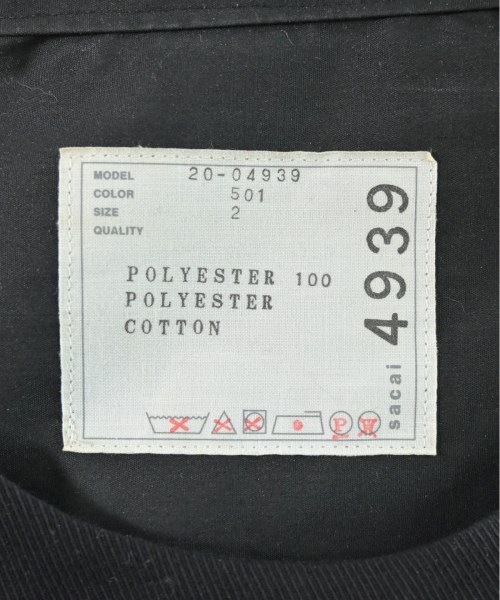 MODEL 20-04939
COLOR 501
SIZE 2
QUALITY
POLYESTER 100
POLYESTER
COTTON
P W
sacai 4939